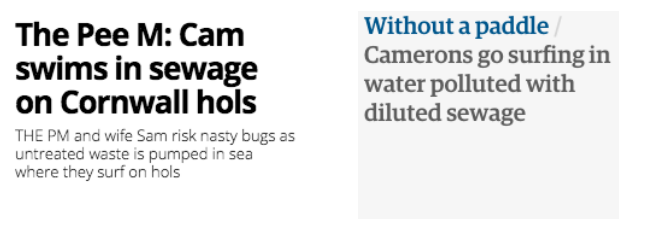 The Pee M: Cam
swims in sewage
on Cornwall hols
THE PM and wife Sam risk nasty bugs as
untreated waste is pumped in sea
where they surf on hols
Without a paddle /
Camerons go surfing in
water polluted with
diluted sewage